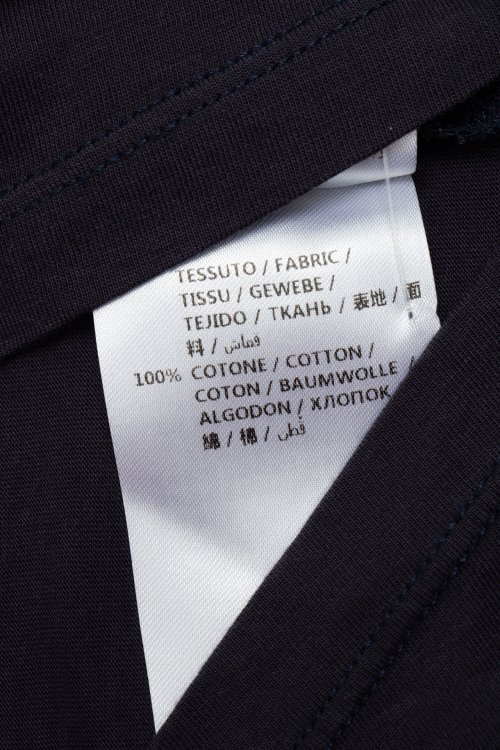 TESSUTO / FABRIC /
TISSU / GEWEBE /
TEJIDO / ТКАНЬ / 表地 / 面
料 / قماش
100% COTONE / COTTON /
COTON / BAUMWOLLE /
ALGODON / ХЛОПОК /
綿 / 棉 / قطن